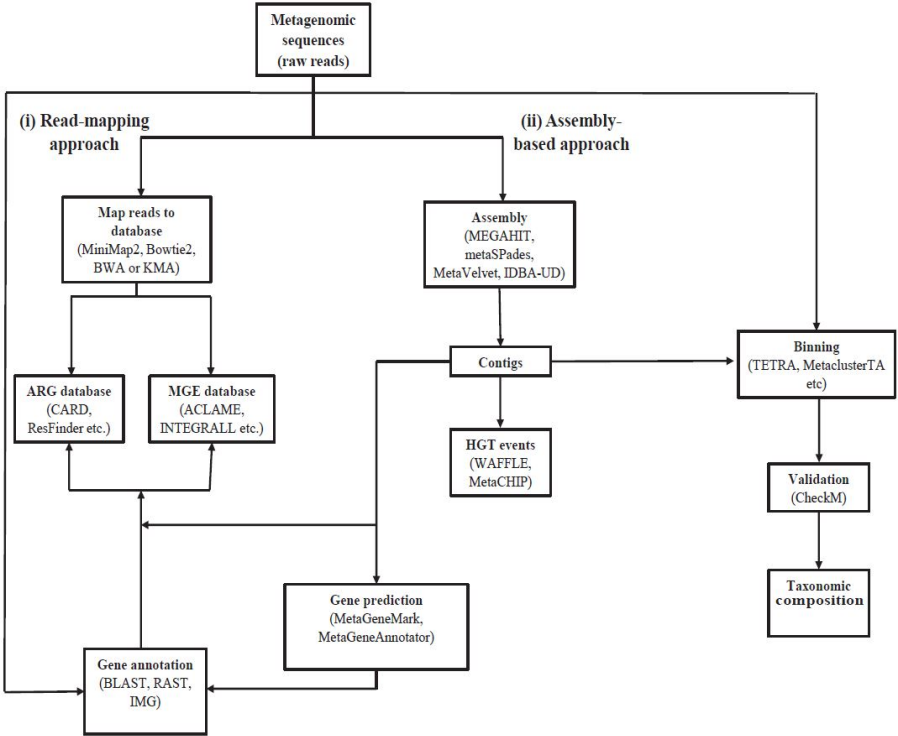 Metagenomic
sequences
(raw reads)
(i) Read-mapping
approach
(ii) Assembly-
based approach
Map reads to
database
(MiniMap2, Bowtie2,
BWA or KMA)
Assembly
(MEGAHIT,
metaSPades,
MetaVelvet, IDBA-UD)
Contigs
Binning
(TETRA, MetaclusterTA
etc)
ARG database
(CARD,
ResFinder etc.)
MGE database
(ACLAME,
INTEGRALL etc.)
HGT events
(WAFFLE,
MetaCHIP)
Validation
(CheckM)
Taxonomic
composition
Gene prediction
(MetaGeneMark,
MetaGeneAnnotator)
Gene annotation
(BLAST, RAST,
IMG)